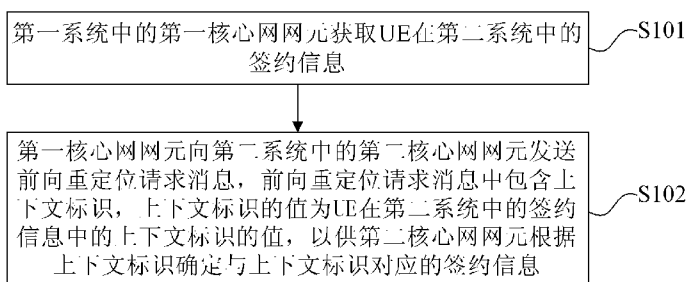 第一系统中的第一核心网网元获取UE在第二系统中的
签约信息
S101
第一核心网网元向第二系统中的第二核心网网元发送
前向重定位请求消息，前向重定位请求消息中包含上
下文标识，上下文标识的值为UE在第二系统中的签约
信息中的上下文标识的值，以供第二核心网网元根据
上下文标识确定与上下文标识对应的签约信息
S102